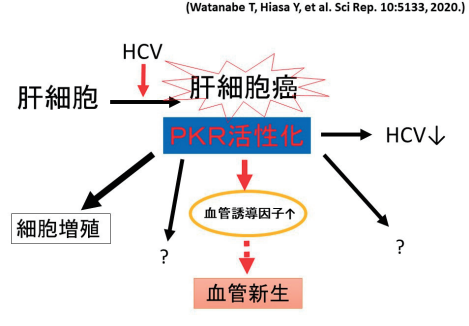 (Watanabe T, Hiasa Y, et al. Sci Rep. 10:5133, 2020.)
HCV
肝細胞
肝細胞癌
PKR活性化
HCV↓
血管誘導因子↑
細胞増殖
?
?
血管新生